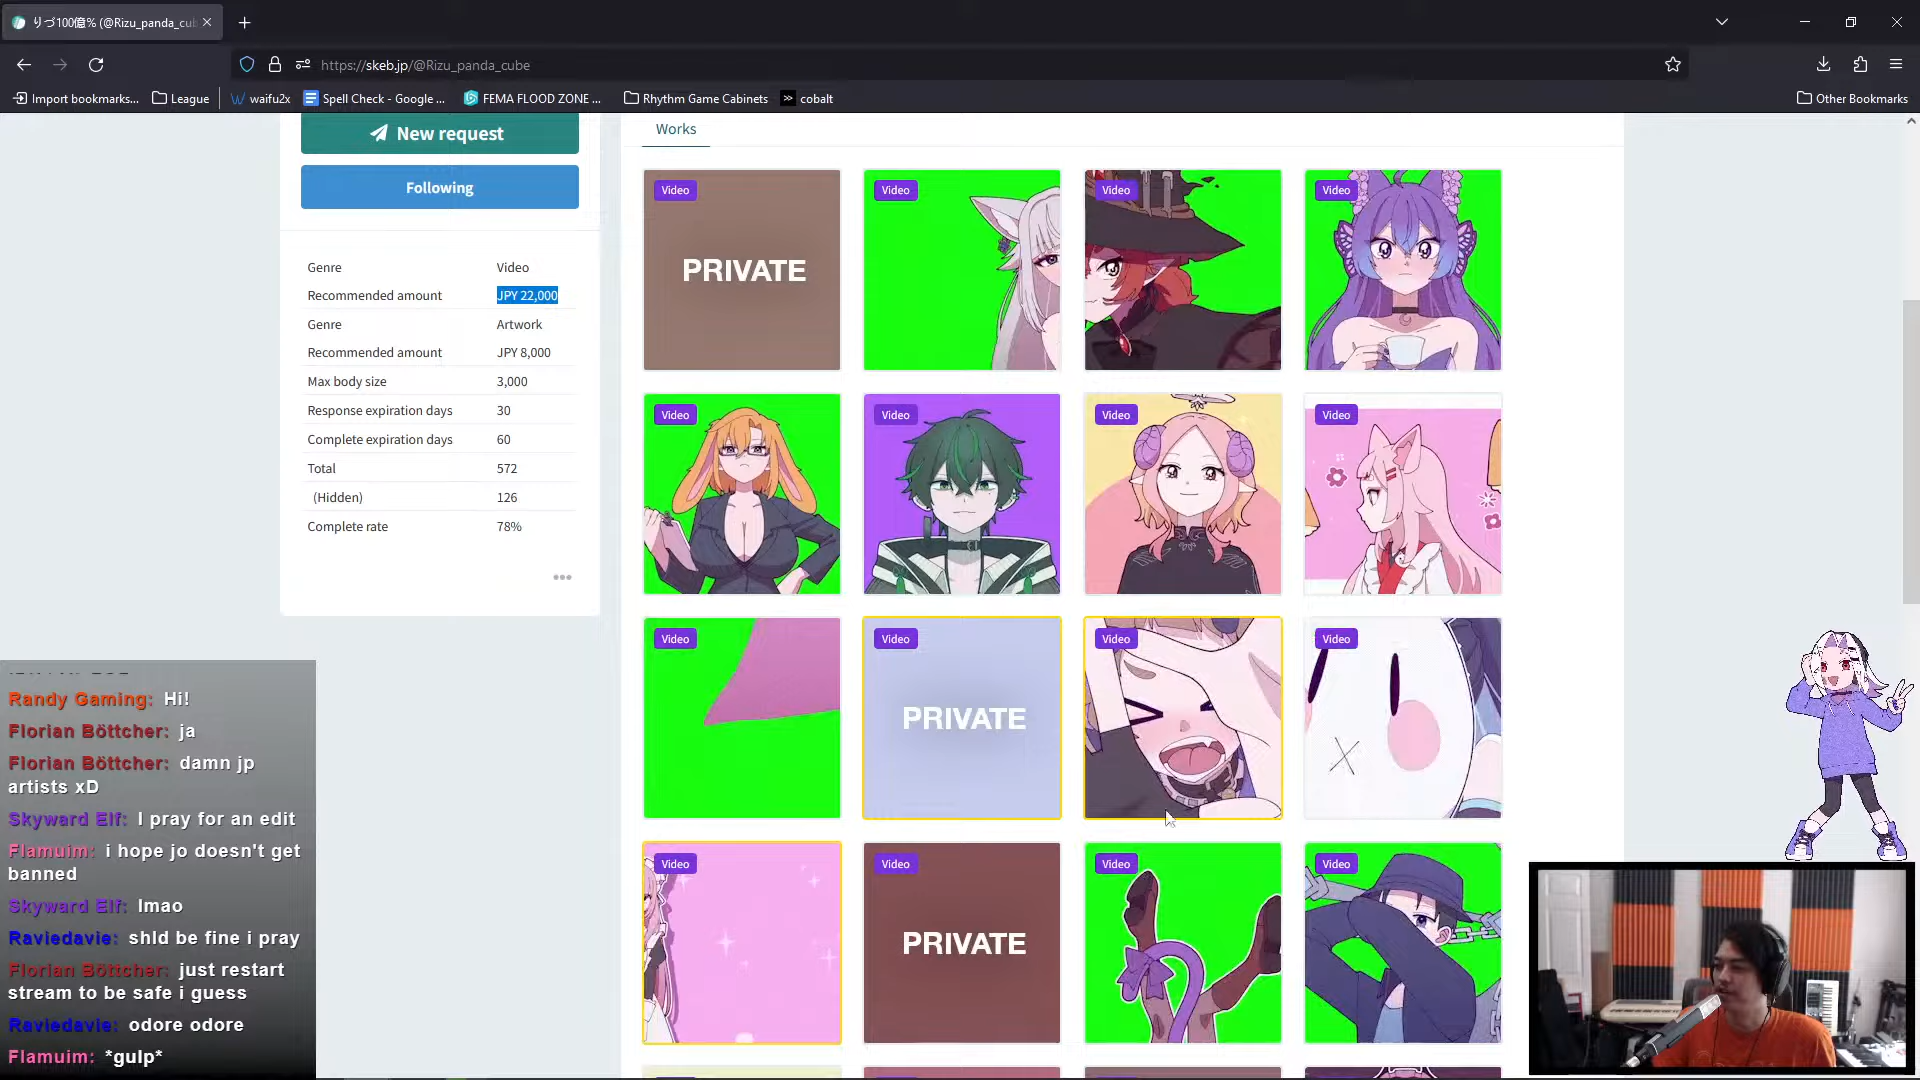 りづ100億% (@Rizu_panda_cub
https://skeb.jp/@Rizu_panda_cube
Import bookmarks...
League
waifu2x
Spell Check - Google ...
FEMA FLOOD ZONE ...
Rhythm Game Cabinets
cobalt
Other Bookmarks
New request
Following
Genre Video
Recommended amount JPY 22,000
Genre Artwork
Recommended amount JPY 8,000
Max body size 3,000
Response expiration days 30
Complete expiration days 60
Total 572
(Hidden) 126
Complete rate 78%
Works
Video
PRIVATE
Video
Video
Video
Video
Video
Video
Video
Video
Video
PRIVATE
Video
Video
Video
Video
PRIVATE
Video
Video
Randy Gaming: Hi!
Florian Böttcher: ja
Florian Böttcher: damn jp
artists xD
Skyward Elf: I pray for an edit
Flamuim: i hope jo doesn't get
banned
Skyward Elf: lmao
Raviedavie: shld be fine i pray
Florian Böttcher: just restart
stream to be safe i guess
Raviedavie: odore odore
Flamuim: *gulp*